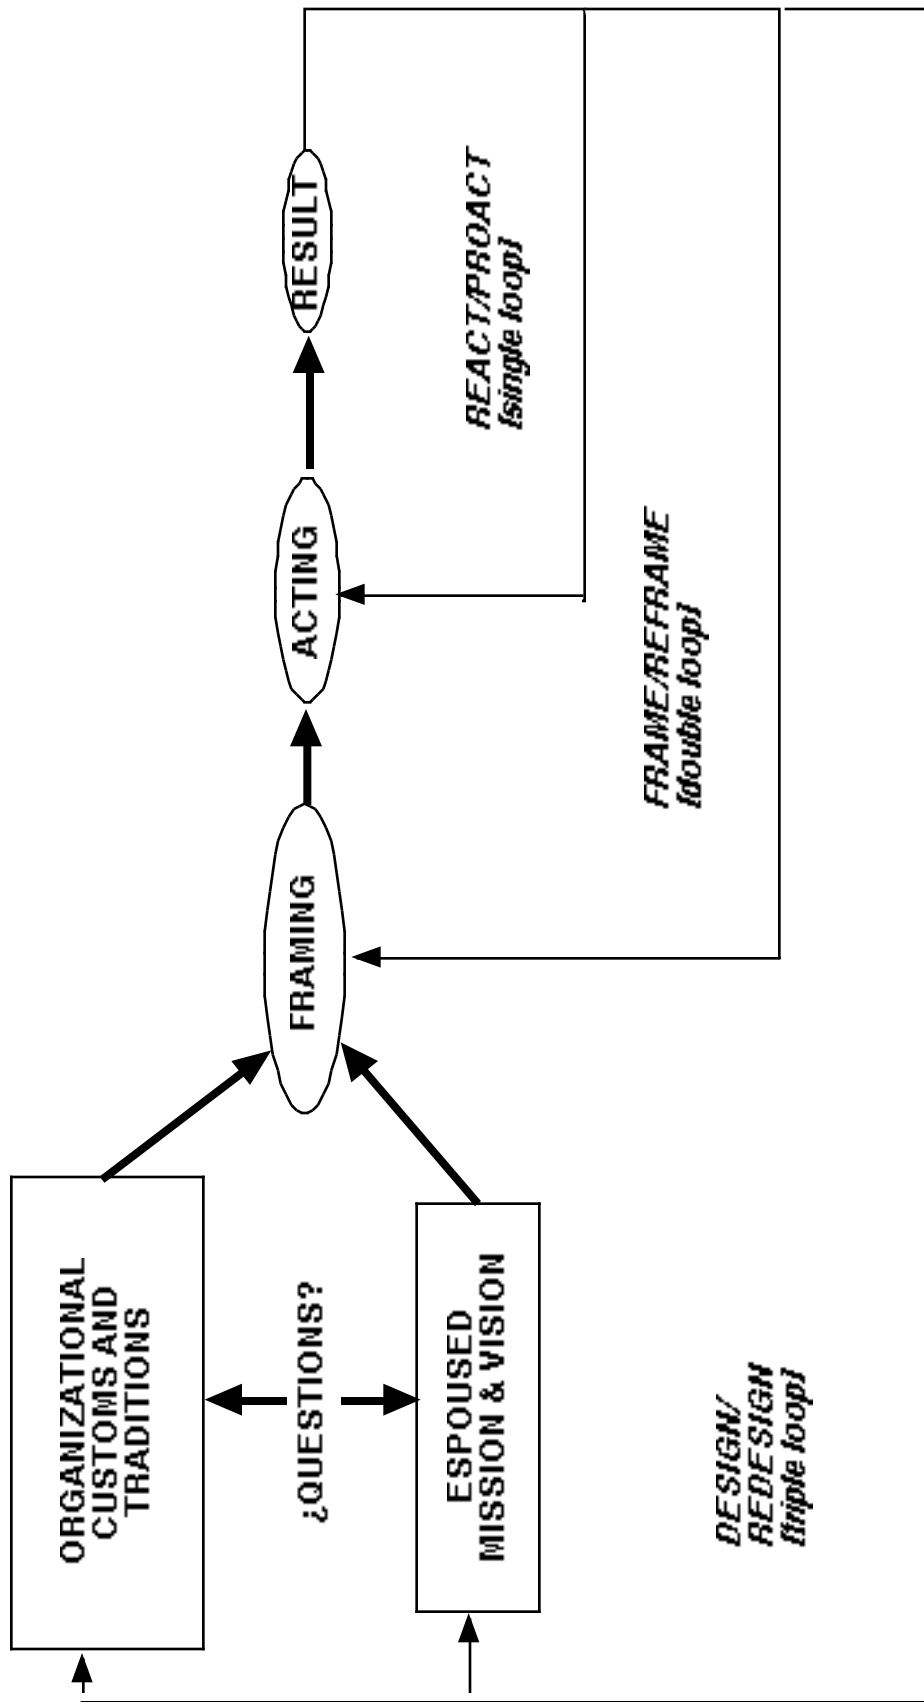 ORGANIZATIONAL
CUSTOMS AND
TRADITIONS
¿QUESTIONS?
ESPOUSED
MISSION & VISION
FRAMING
ACTING
RESULT
REACT/PROACT
(single loop)
FRAME/REFRAME
(double loop)
DESIGN/
REDESIGN
(triple loop)